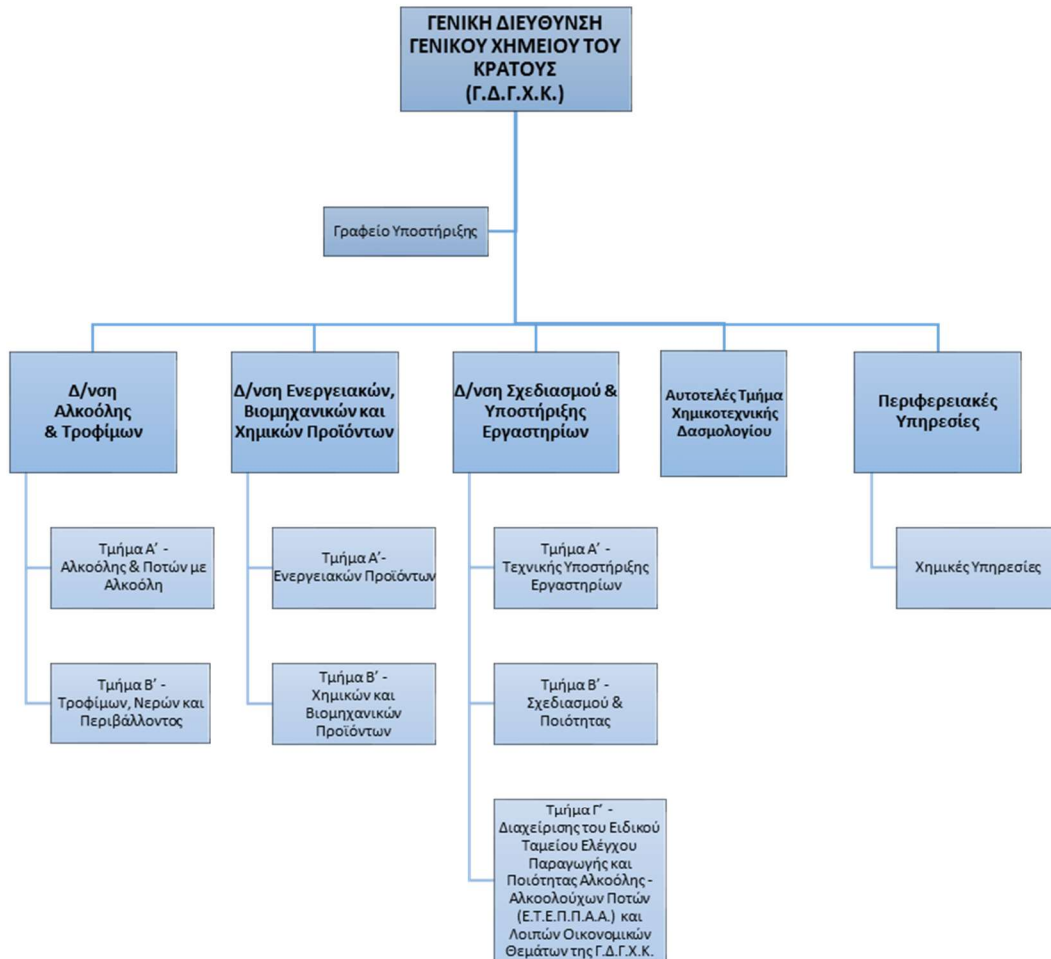 ΓΕΝΙΚΗ ΔΙΕΥΘΥΝΣΗ
ΓΕΝΙΚΟΥ ΧΗΜΕΙΟΥ ΤΟΥ
ΚΡΑΤΟΥΣ
(Γ.Δ.Γ.Χ.Κ.)
Γραφείο Υποστήριξης
Δ/νση
Αλκοόλης
& Τροφίμων
Δ/νση Ενεργειακών,
Βιομηχανικών και
Χημικών Προϊόντων
Δ/νση Σχεδιασμού &
Υποστήριξης
Εργαστηρίων
Αυτοτελές Τμήμα
Χημικοτεχνικής
Δασμολογίου
Περιφερειακές
Υπηρεσίες
Τμήμα Α’ -
Αλκοόλης & Ποτών με
Αλκοόλη
Τμήμα Α’-
Ενεργειακών Προϊόντων
Τμήμα Α’ -
Τεχνικής Υποστήριξης
Εργαστηρίων
Χημικές Υπηρεσίες
Τμήμα Β’ -
Τροφίμων, Νερών και
Περιβάλλοντος
Τμήμα Β’ -
Χημικών και
Βιομηχανικών
Προϊόντων
Τμήμα Β’ -
Σχεδιασμού &
Ποιότητας
Τμήμα Γ’ -
Διαχείρισης του Ειδικού
Ταμείου Ελέγχου
Παραγωγής και
Ποιότητας Αλκοόλης -
Αλκοολούχων Ποτών
(Ε.Τ.Ε.Π.Π.Α.Α.) και
Λοιπών Οικονομικών
Θεμάτων της Γ.Δ.Γ.Χ.Κ.